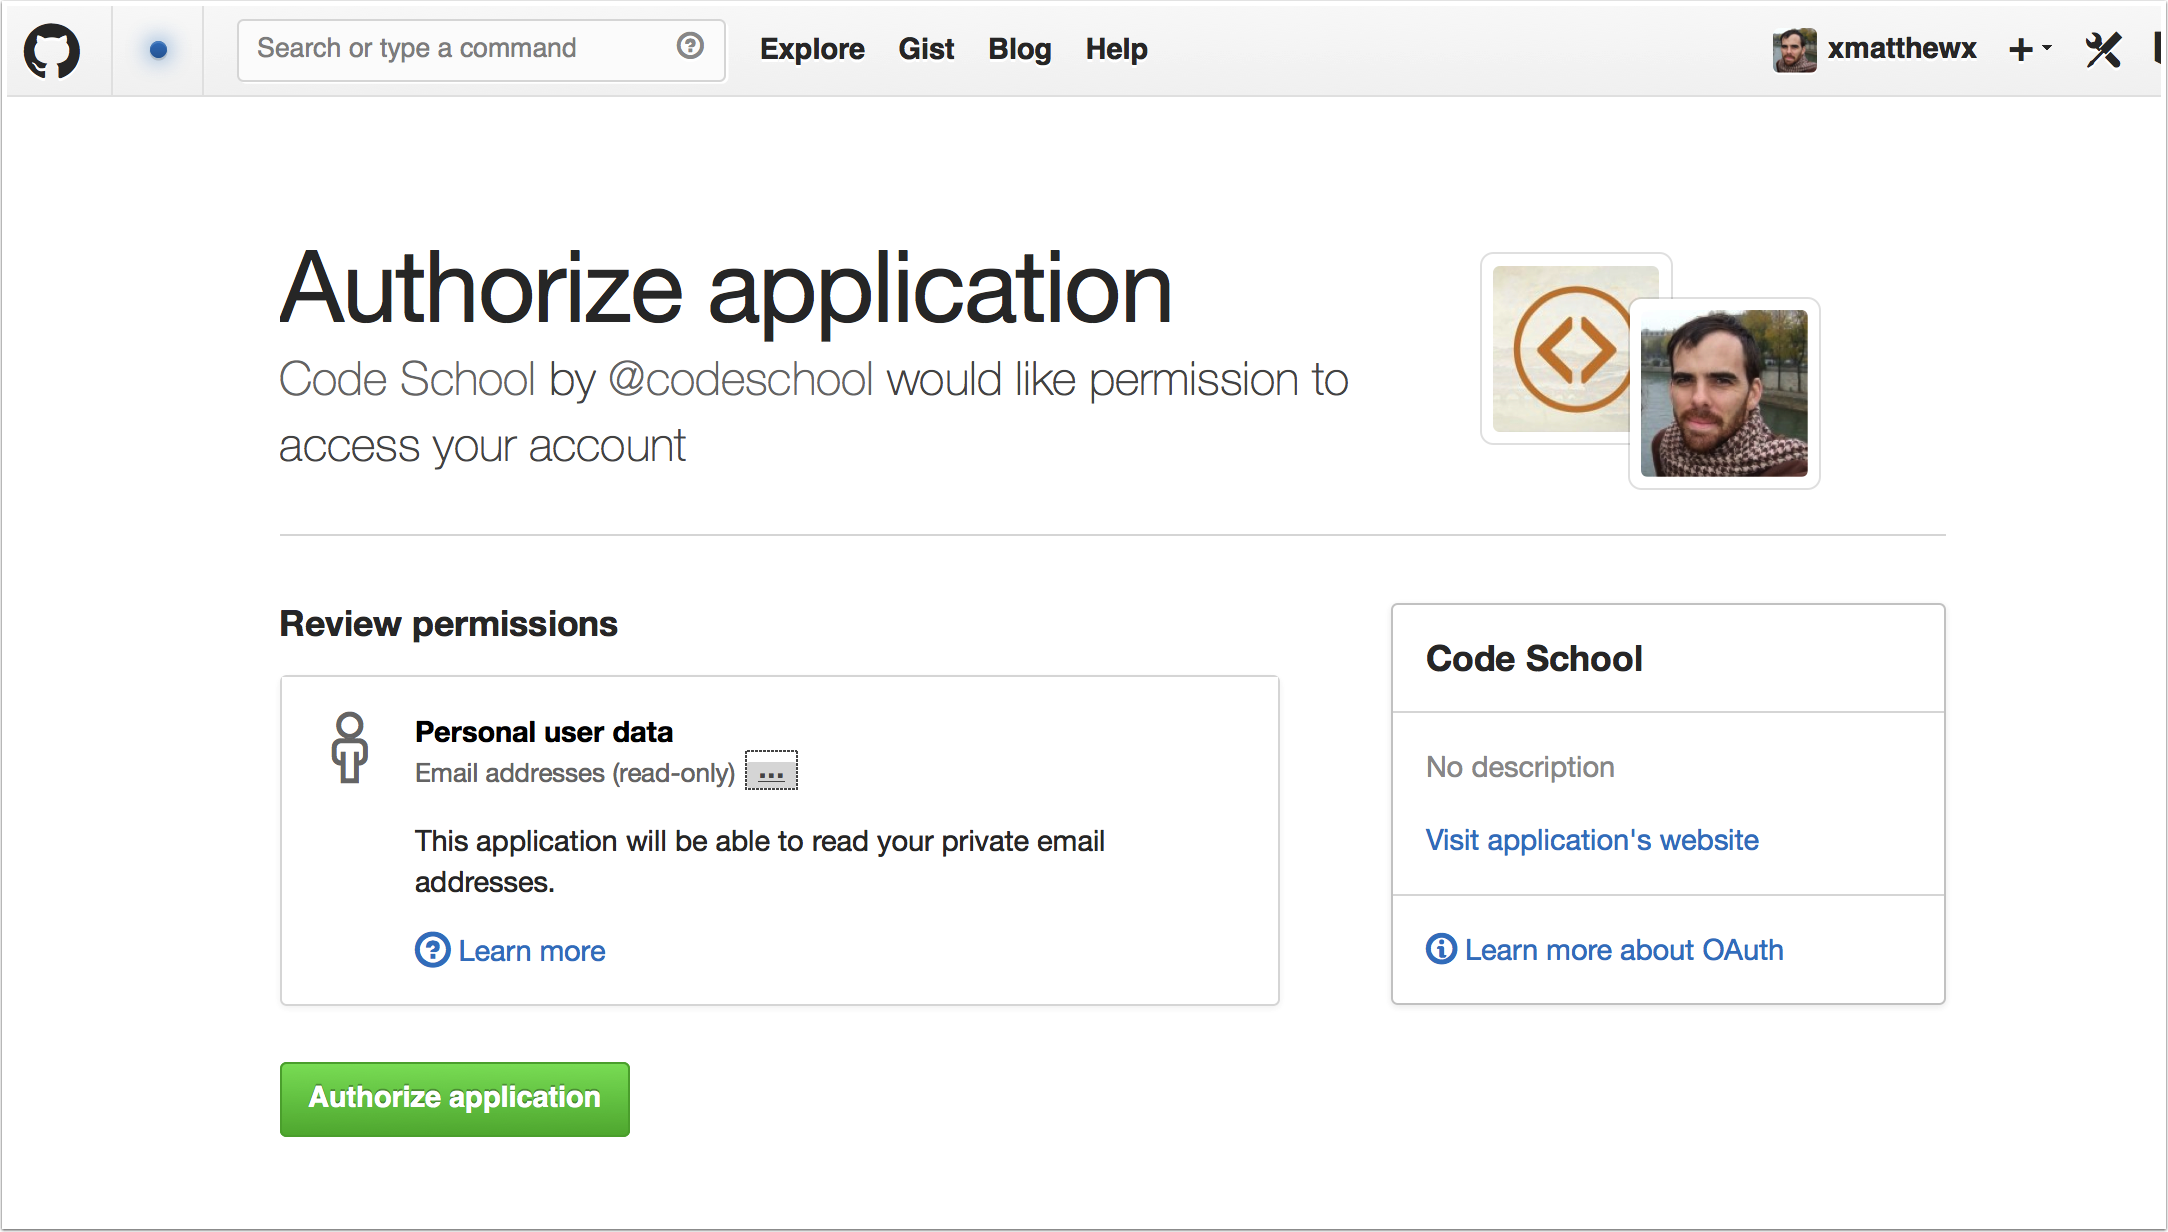 Search or type a command
Explore Gist Blog Help
xmatthewx
Authorize application
Code School by @codeschool would like permission to
access your account
Review permissions
Personal user data
Email addresses (read-only) ...
This application will be able to read your private email
addresses.
Learn more
Authorize application
Code School
No description
Visit application's website
Learn more about OAuth